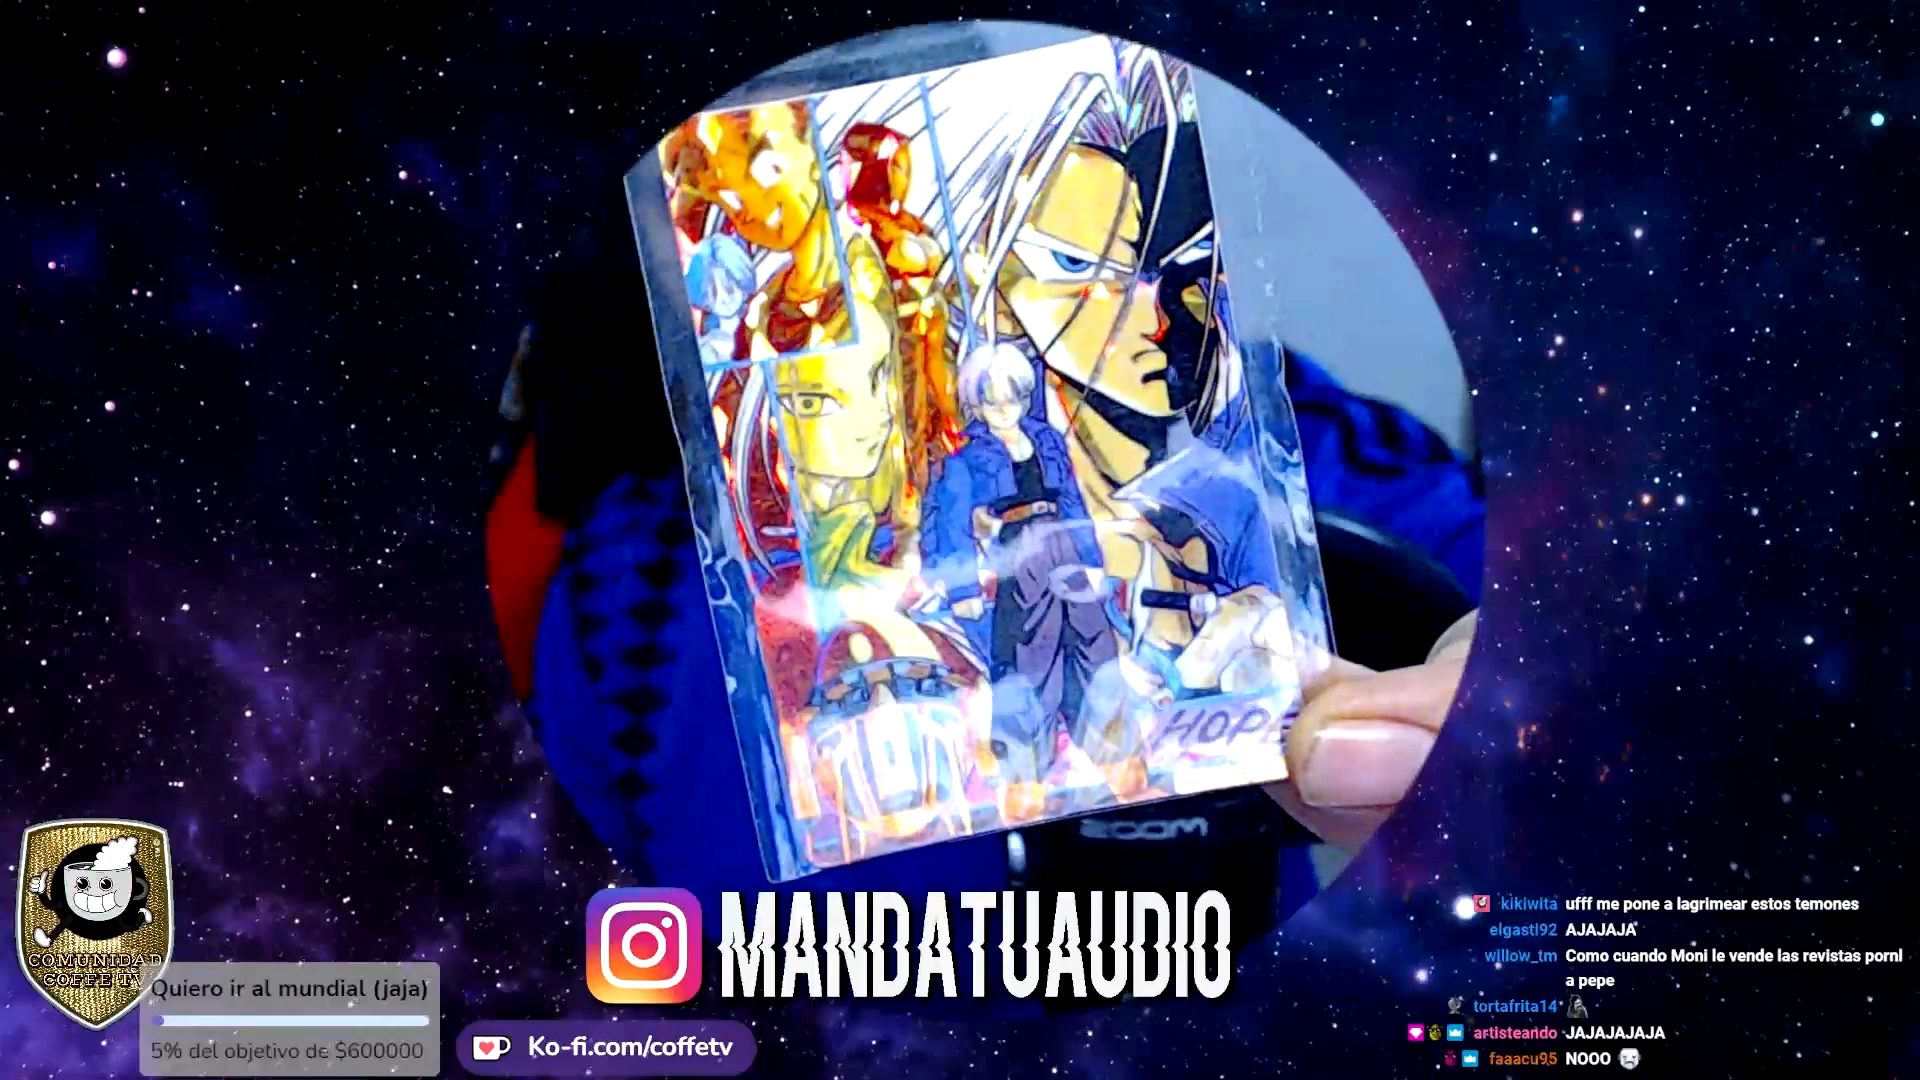 HOPE
ZOOM
COMUNIDAD
COFFE TV
Quiero ir al mundial (jaja)
5% del objetivo de $600000
Ko-fi.com/coffetv
MANDATUAUDIO
kikiwita ufff me pone a lagrimear estos temones
elgasti92 AJAJAJA
willow_tm Como cuando Moni le vende las revistas pornl
a pepe
tortafrita14
artisteando JAJAJAJAJA
faaacu95 NOOO